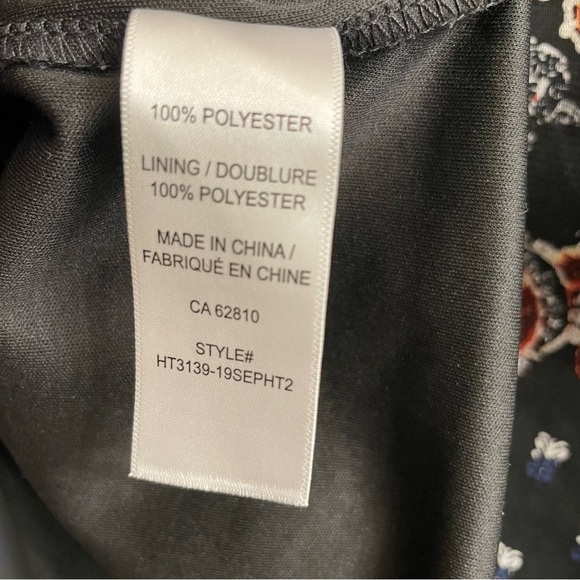 100% POLYESTER
LINING / DOUBLURE
100% POLYESTER
MADE IN CHINA /
FABRIQUÉ EN CHINE
CA 62810
STYLE#
HT3139-19SEPHT2